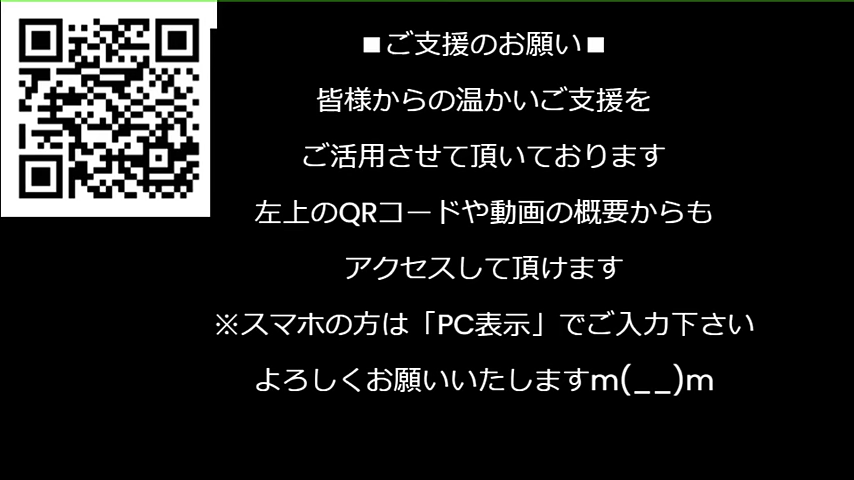 ■ご支援のお願い■
皆様からの温かいご支援を
ご活用させて頂いております
左上のQRコードや動画の概要からも
アクセスして頂けます
※スマホの方は「PC表示」でご入力下さい
よろしくお願いいたしますm(__)m